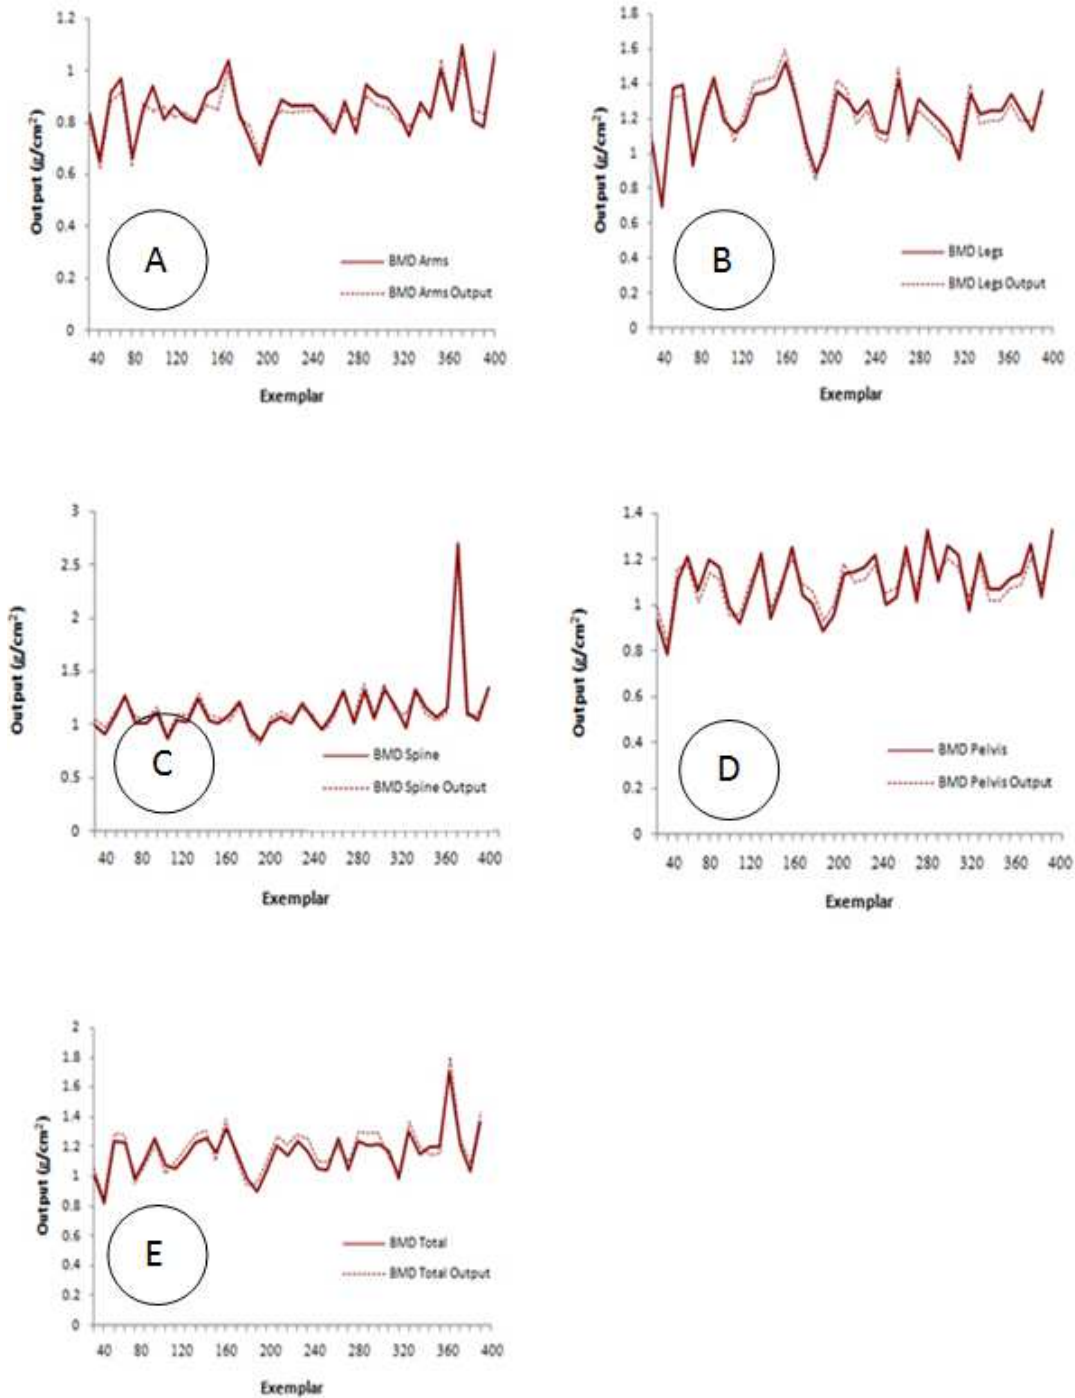 1.2
1
0.8
0.6
0.4
0.2
0
Output (g/cm²)
A
BMD Arms
BMD Arms Output
40 80 120 160 200 240 280 320 360 400
Exemplar
1.8
1.6
1.4
1.2
1
0.8
0.6
0.4
0.2
0
Output (g/cm²)
B
BMD Legs
BMD Legs Output
40 80 120 160 200 240 280 320 360 400
Exemplar
3
2.5
2
1.5
1
0.5
0
Output (g/cm²)
C
BMD Spine
BMD Spine Output
40 80 120 160 200 240 280 320 360 400
Exemplar
1.4
1.2
1
0.8
0.6
0.4
0.2
0
Output (g/cm²)
D
BMD Pelvis
BMD Pelvis Output
40 80 120 160 200 240 280 320 360 400
Exemplar
2
1.8
1.6
1.4
1.2
1
0.8
0.6
0.4
0.2
0
Output (g/cm²)
E
BMD Total
BMD Total Output
40 80 120 160 200 240 280 320 360 400
Exemplar